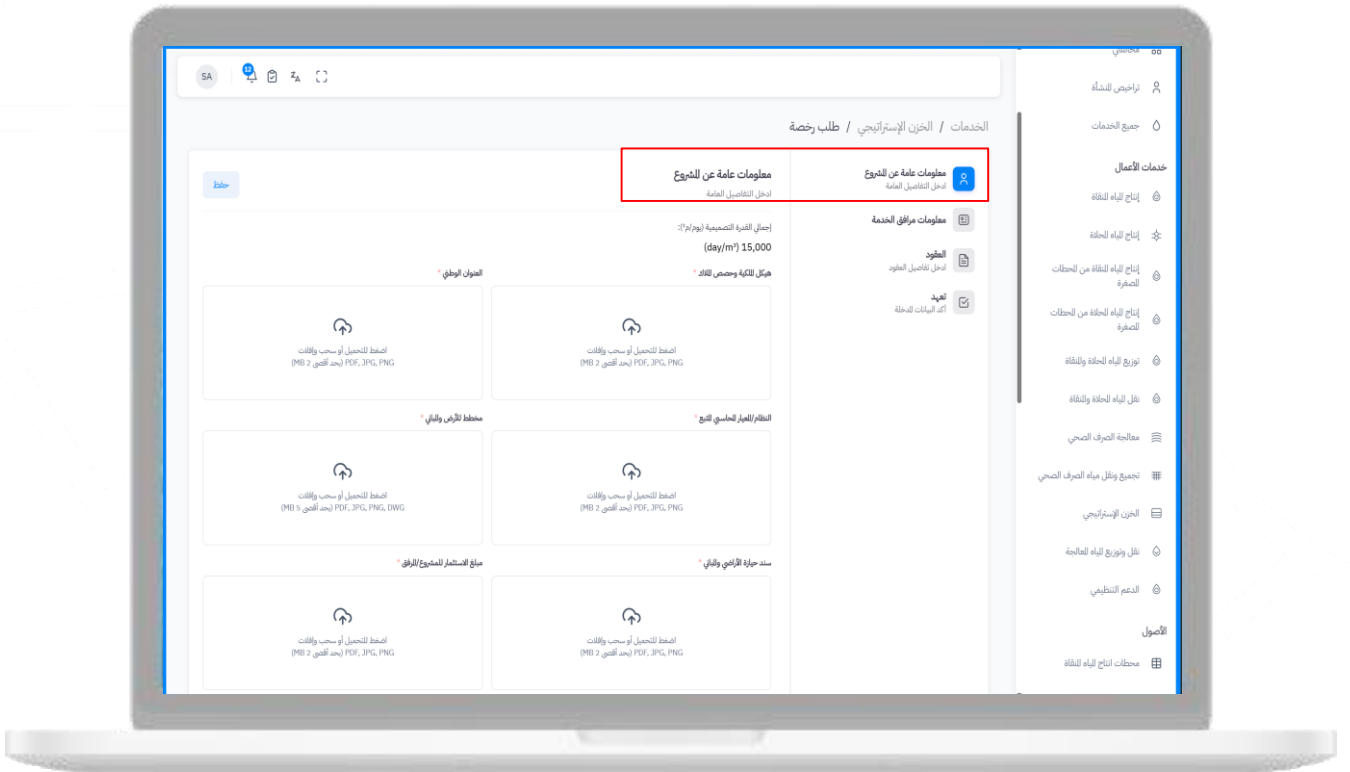 SA
12
الخدمات / الخزن الإستراتيجي / طلب رخصة
تراخيص المنشأة
جميع الخدمات
خدمات الأعمال
إنتاج المياه المنقاة
إنتاج المياه المحلاة
إنتاج المياه المنقاة من المحطات
المصغرة
إنتاج المياه المحلاة من المحطات
المصغرة
توزيع المياه المحلاة والمنقاة
نقل المياه المحلاة والمنقاة
معالجة الصرف الصحي
تجميع ونقل مياه الصرف الصحي
الخزن الإستراتيجي
نقل وتوزيع المياه المعالجة
الدعم التنظيمي
الأصول
محطات انتاج المياه المنقاة
معلومات عامة عن المشروع
ادخل التفاصيل العامة
معلومات مرافق الخدمة
العقود
ادخل تفاصيل العقود
تعهد
أكد البيانات المدخلة
معلومات عامة عن المشروع
ادخل التفاصيل العامة
حفظ
إجمالي القدرة التصميمية (يوم/م³):
15,000 (day/m³)
هيكل الملكية وحصص الملاك *
اضغط للتحميل أو سحب وإفلات
PDF, JPG, PNG (بحد أقصى 2 MB)
العنوان الوطني *
اضغط للتحميل أو سحب وإفلات
PDF, JPG, PNG (بحد أقصى 2 MB)
النظام/المعيار المحاسبي المتبع *
اضغط للتحميل أو سحب وإفلات
PDF, JPG, PNG (بحد أقصى 2 MB)
مخطط للأرض والمباني *
اضغط للتحميل أو سحب وإفلات
PDF, JPG, PNG, DWG (بحد أقصى 5 MB)
سند حيازة الأراضي والمباني *
اضغط للتحميل أو سحب وإفلات
PDF, JPG, PNG (بحد أقصى 2 MB)
مبلغ الاستثمار للمشروع/المرفق *
اضغط للتحميل أو سحب وإفلات
PDF, JPG, PNG (بحد أقصى 2 MB)